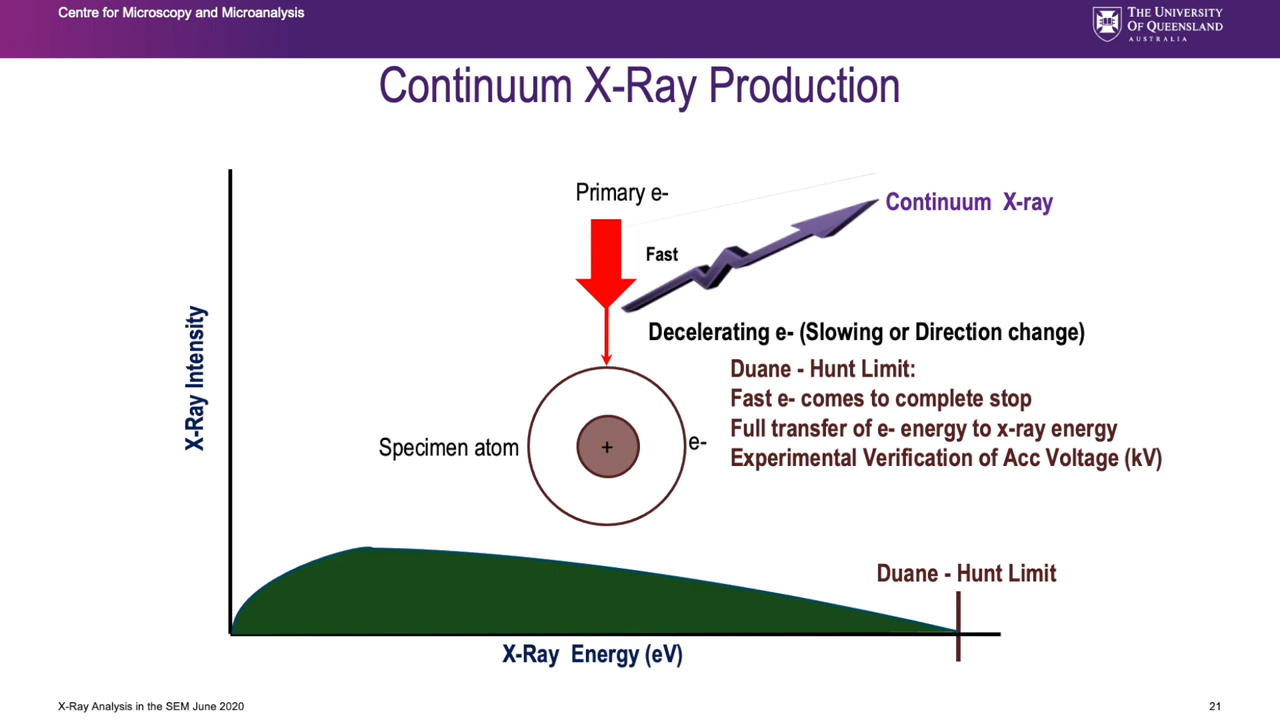 Centre for Microscopy and Microanalysis
THE UNIVERSITY
OF QUEENSLAND
AUSTRALIA
Continuum X-Ray Production
Primary e-
Continuum X-ray
Fast
Decelerating e- (Slowing or Direction change)
Duane - Hunt Limit:
Fast e- comes to complete stop
Full transfer of e- energy to x-ray energy
Experimental Verification of Acc Voltage (kV)
X-Ray Intensity
Specimen atom
+
e-
Duane - Hunt Limit
X-Ray Energy (eV)
X-Ray Analysis in the SEM June 2020
21